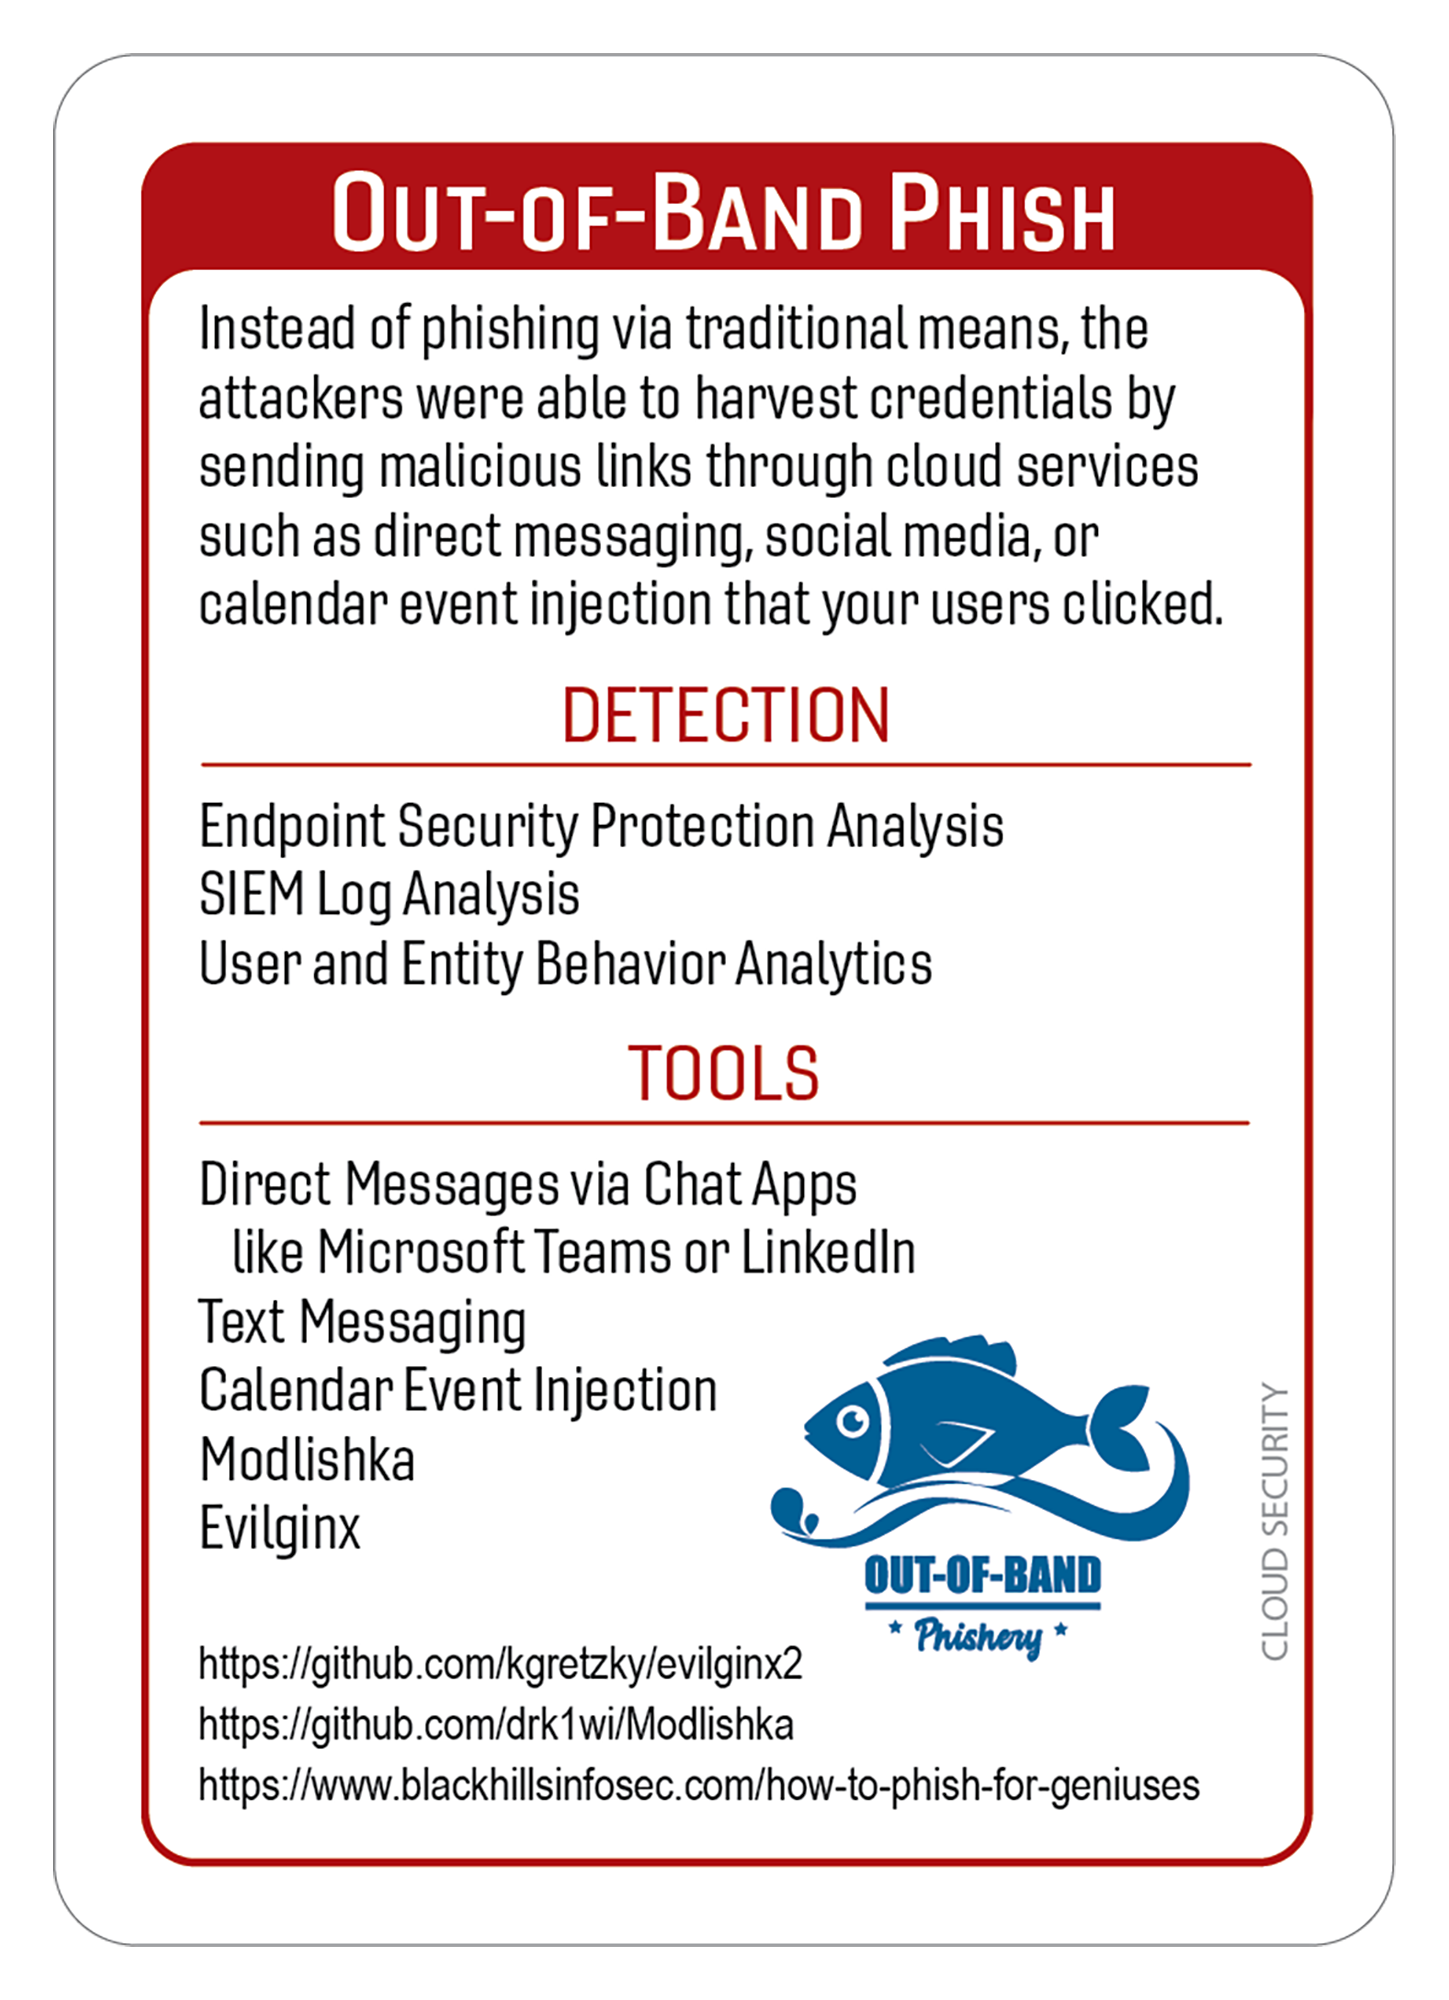 OUT-OF-BAND PHISH
Instead of phishing via traditional means, the
attackers were able to harvest credentials by
sending malicious links through cloud services
such as direct messaging, social media, or
calendar event injection that your users clicked.
DETECTION
Endpoint Security Protection Analysis
SIEM Log Analysis
User and Entity Behavior Analytics
TOOLS
Direct Messages via Chat Apps
like Microsoft Teams or LinkedIn
Text Messaging
Calendar Event Injection
Modlishka
Evilginx
OUT-OF-BAND
* Phishery *
CLOUD SECURITY
https://github.com/kgretzky/evilginx2
https://github.com/drk1wi/Modlishka
https://www.blackhillsinfosec.com/how-to-phish-for-geniuses